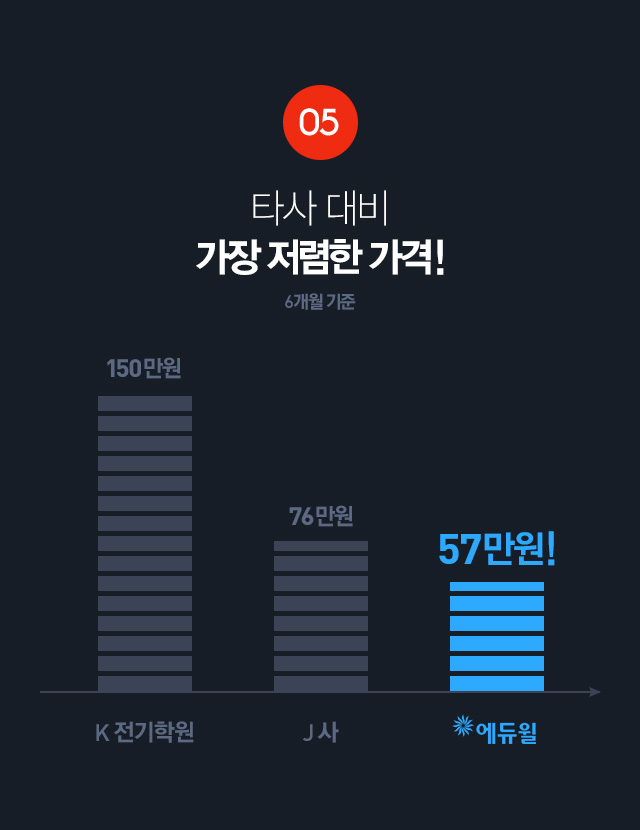 05
타사 대비
가장 저렴한 가격!
6개월 기준
150만원
76만원
57만원!
K 전기학원
J 사
에듀윌